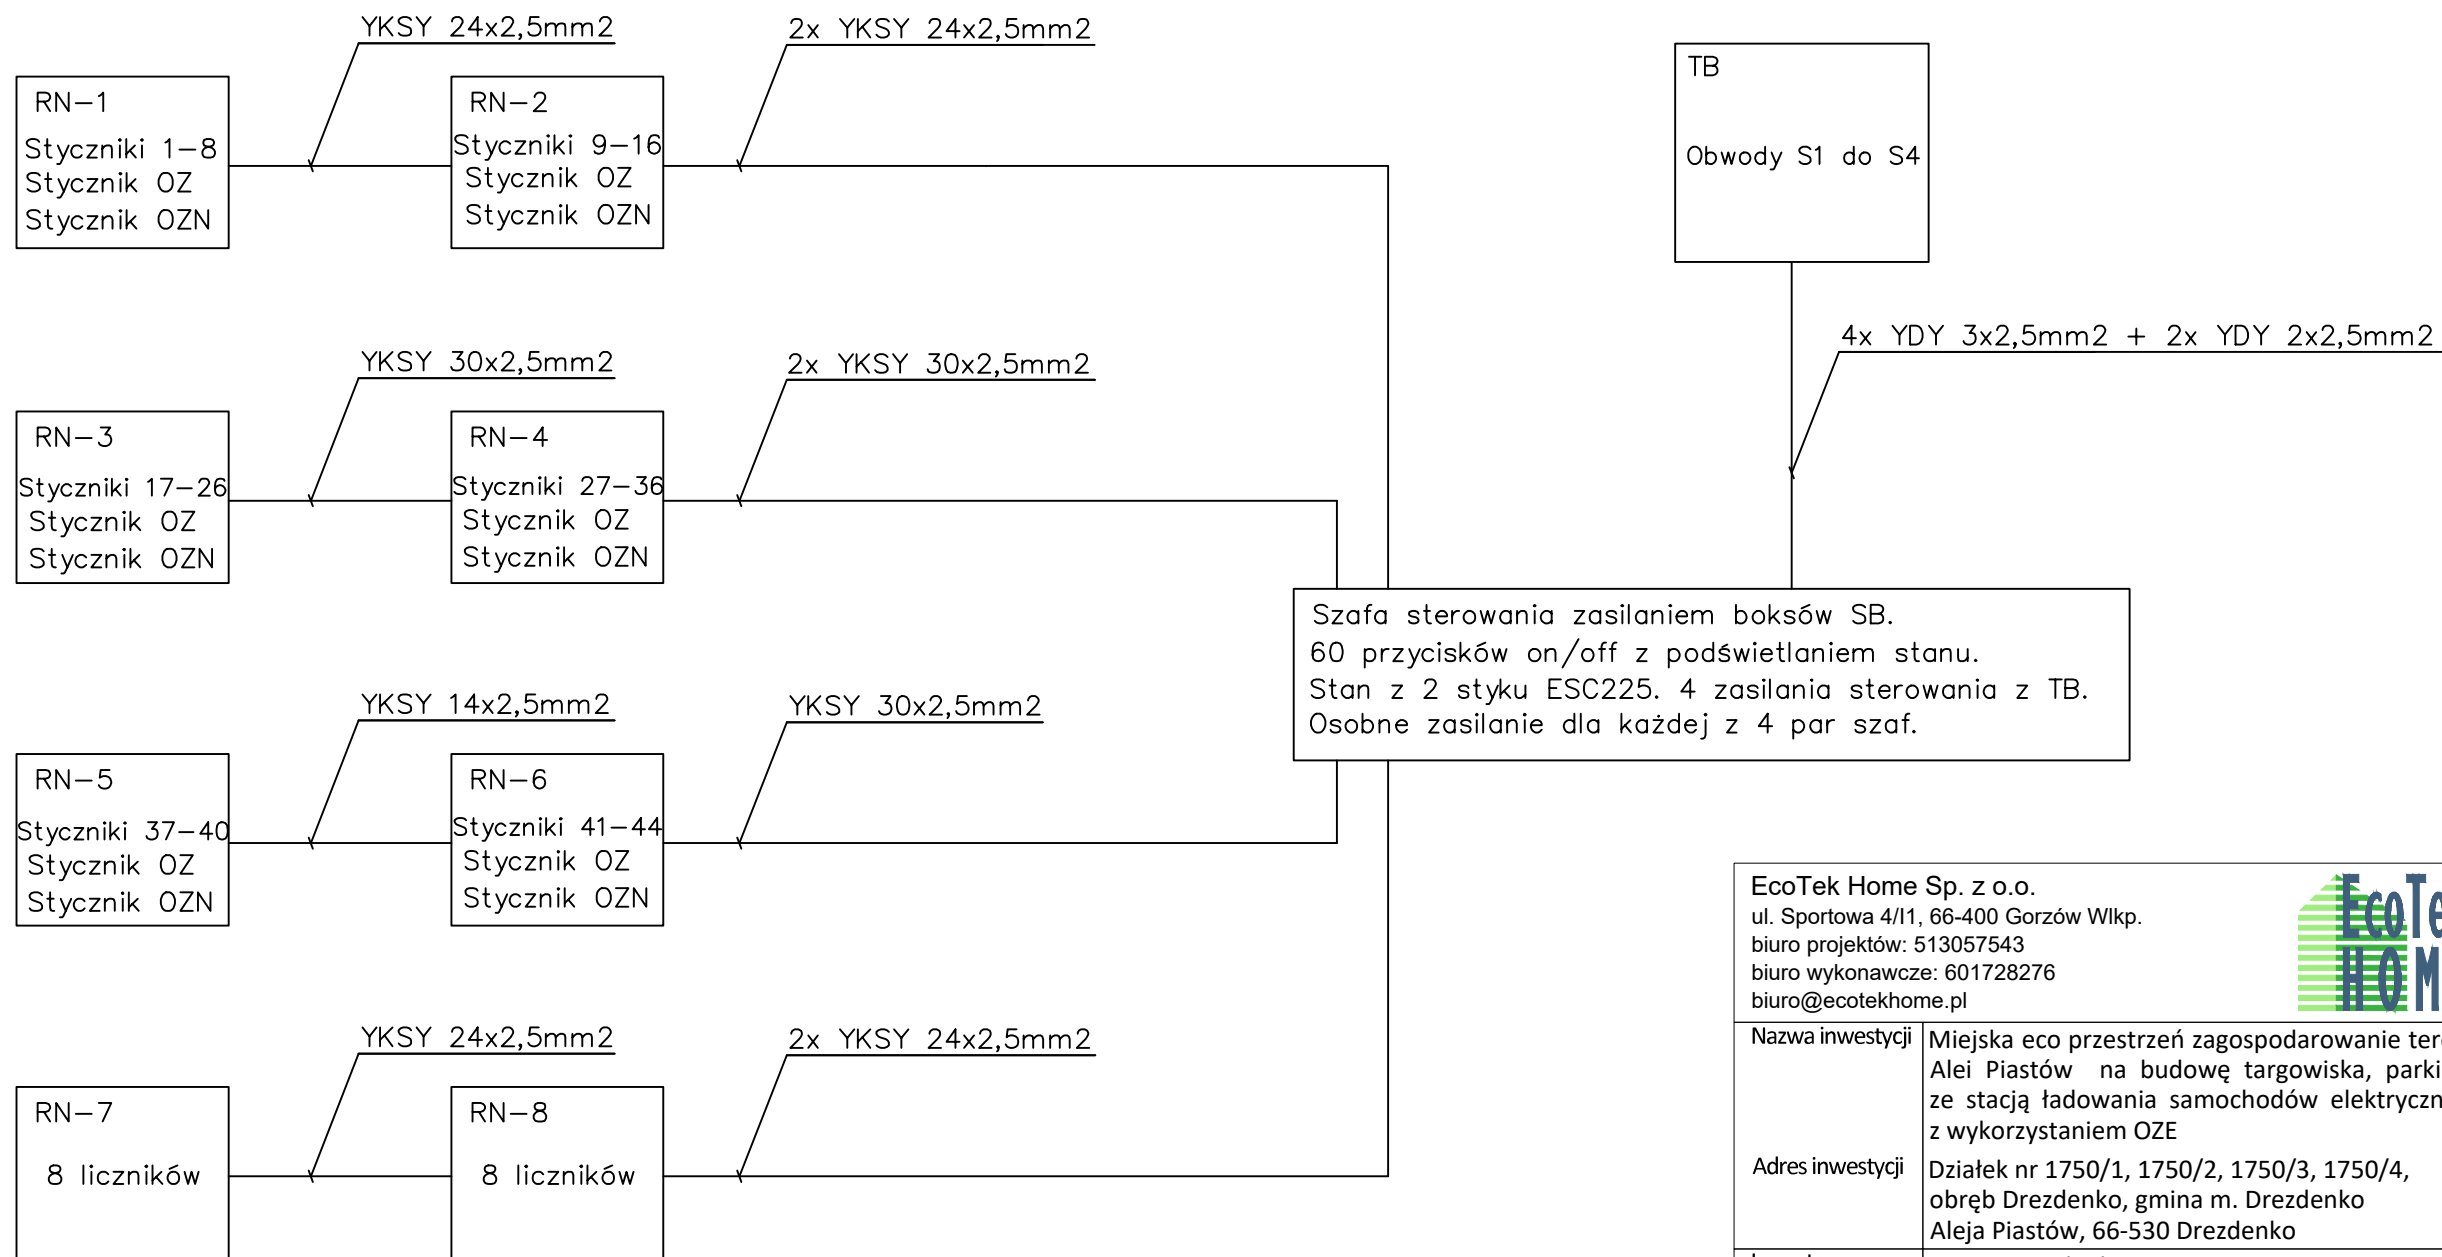 YKSY 24x2,5mm2
2x YKSY 24x2,5mm2
RN-1
Styczniki 1-8
Stycznik OZ
Stycznik OZN
RN-2
Styczniki 9-16
Stycznik OZ
Stycznik OZN
TB
Obwody S1 do S4
4x YDY 3x2,5mm2 + 2x YDY 2x2,5mm2
YKSY 30x2,5mm2
2x YKSY 30x2,5mm2
RN-3
Styczniki 17-26
Stycznik OZ
Stycznik OZN
RN-4
Styczniki 27-36
Stycznik OZ
Stycznik OZN
Szafa sterowania zasilaniem boksów SB.
60 przycisków on/off z podświetlaniem stanu.
Stan z 2 styku ESC225. 4 zasilania sterowania z TB.
Osobne zasilanie dla każdej z 4 par szaf.
YKSY 14x2,5mm2
YKSY 30x2,5mm2
RN-5
Styczniki 37-40
Stycznik OZ
Stycznik OZN
RN-6
Styczniki 41-44
Stycznik OZ
Stycznik OZN
YKSY 24x2,5mm2
2x YKSY 24x2,5mm2
RN-7
8 liczników
RN-8
8 liczników
EcoTek Home Sp. z o.o.
ul. Sportowa 4/I1, 66-400 Gorzów Wlkp.
biuro projektów: 513057543
biuro wykonawcze: 601728276
biuro@ecotekhome.pl
EcoTe
HOM
Nazwa inwestycji
Miejska eco przestrzeń zagospodarowanie ter
Alei Piastów na budowę targowiska, parki
ze stacją ładowania samochodów elektryczn
z wykorzystaniem OZE
Adres inwestycji
Działek nr 1750/1, 1750/2, 1750/3, 1750/4,
obręb Drezdenko, gmina m. Drezdenko
Aleja Piastów, 66-530 Drezdenko